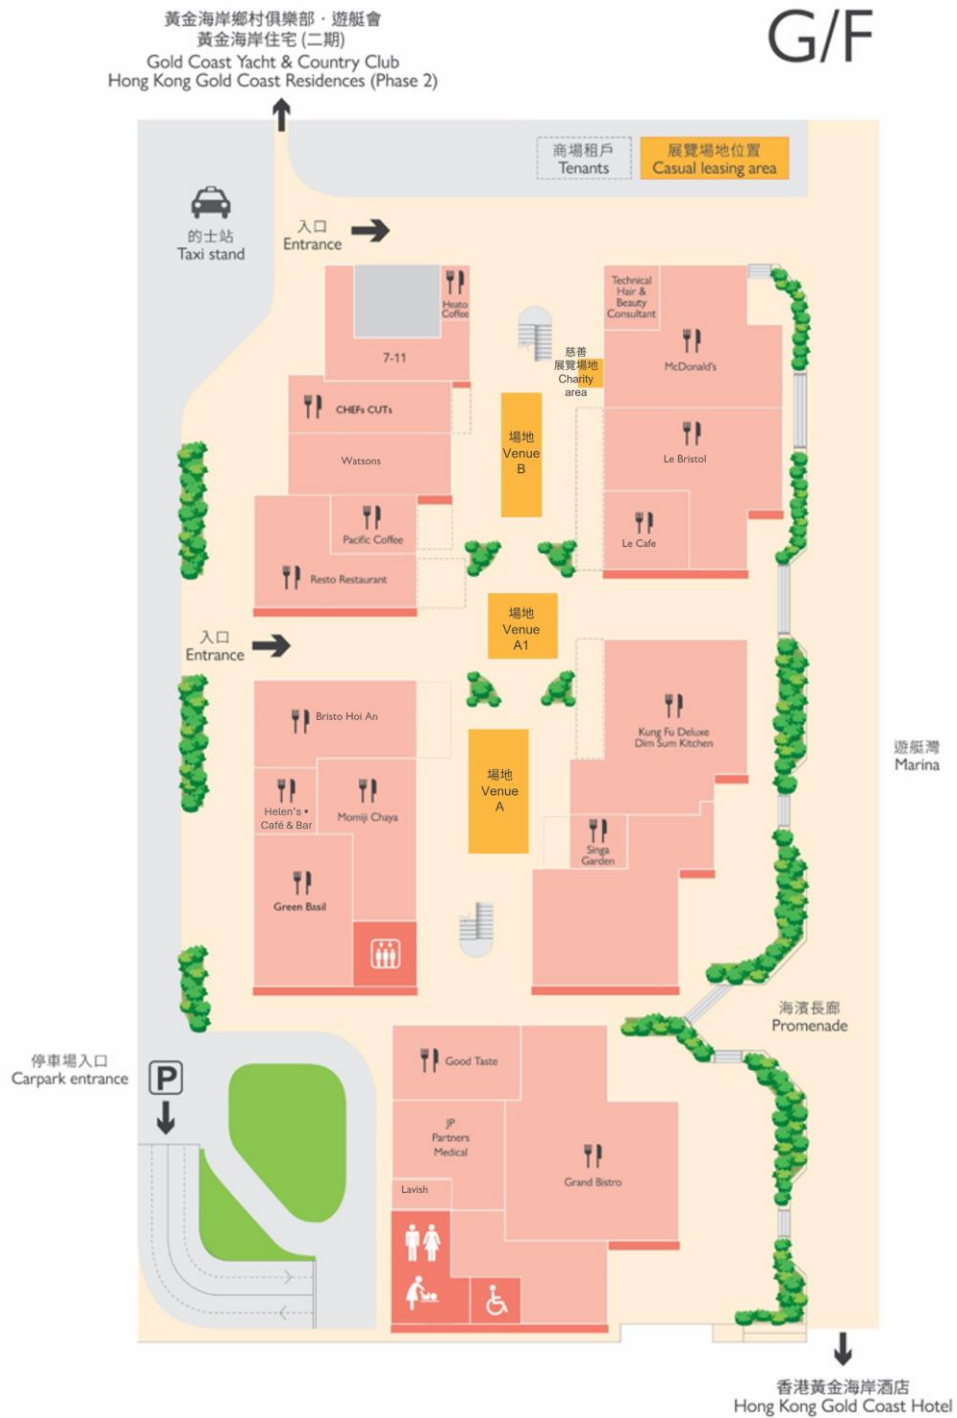 黃金海岸鄉村俱樂部 · 遊艇會
黃金海岸住宅 (二期)
Gold Coast Yacht & Country Club
Hong Kong Gold Coast Residences (Phase 2)
G/F
商場租戶
Tenants
展覽場地位置
Casual leasing area
的士站
Taxi stand
入口
Entrance
Heato
Coffee
7-11
Technical
Hair &
Beauty
Consultant
McDonald's
慈善
展覽場地
Charity
area
CHEFs CUTs
Watsons
場地
Venue
B
Le Bristol
Pacific Coffee
Le Cafe
Resto Restaurant
場地
Venue
A1
入口
Entrance
Bristo Hoi An
Kung Fu Deluxe
Dim Sum Kitchen
遊艇灣
Marina
Helen's •
Café & Bar
Momiji Chaya
場地
Venue
A
Singa
Garden
Green Basil
海濱長廊
Promenade
停車場入口
Carpark entrance
P
Good Taste
JP
Partners
Medical
Lavish
Grand Bistro
香港黃金海岸酒店
Hong Kong Gold Coast Hotel